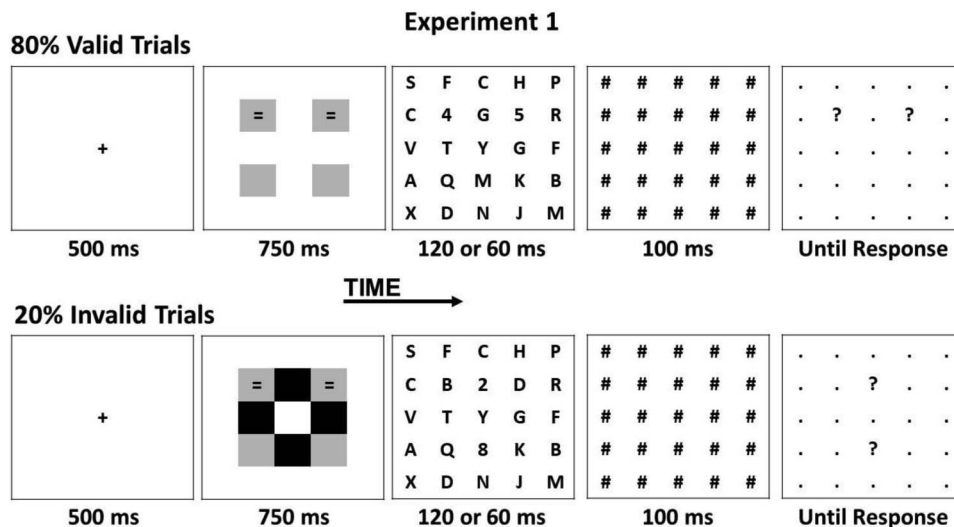 Experiment 1
80% Valid Trials
+
= =
S F C H P
C 4 G 5 R
V T Y G F
A Q M K B
X D N J M
# # # # #
# # # # #
# # # # #
# # # # #
# # # # #
. . . . .
. ? . ? .
. . . . .
. . . . .
. . . . .
500 ms 750 ms 120 or 60 ms 100 ms Until Response
TIME
20% Invalid Trials
+
= =
S F C H P
C B 2 D R
V T Y G F
A Q 8 K B
X D N J M
# # # # #
# # # # #
# # # # #
# # # # #
# # # # #
. . . . .
. . ? . .
. . . . .
. . ? . .
. . . . .
500 ms 750 ms 120 or 60 ms 100 ms Until Response